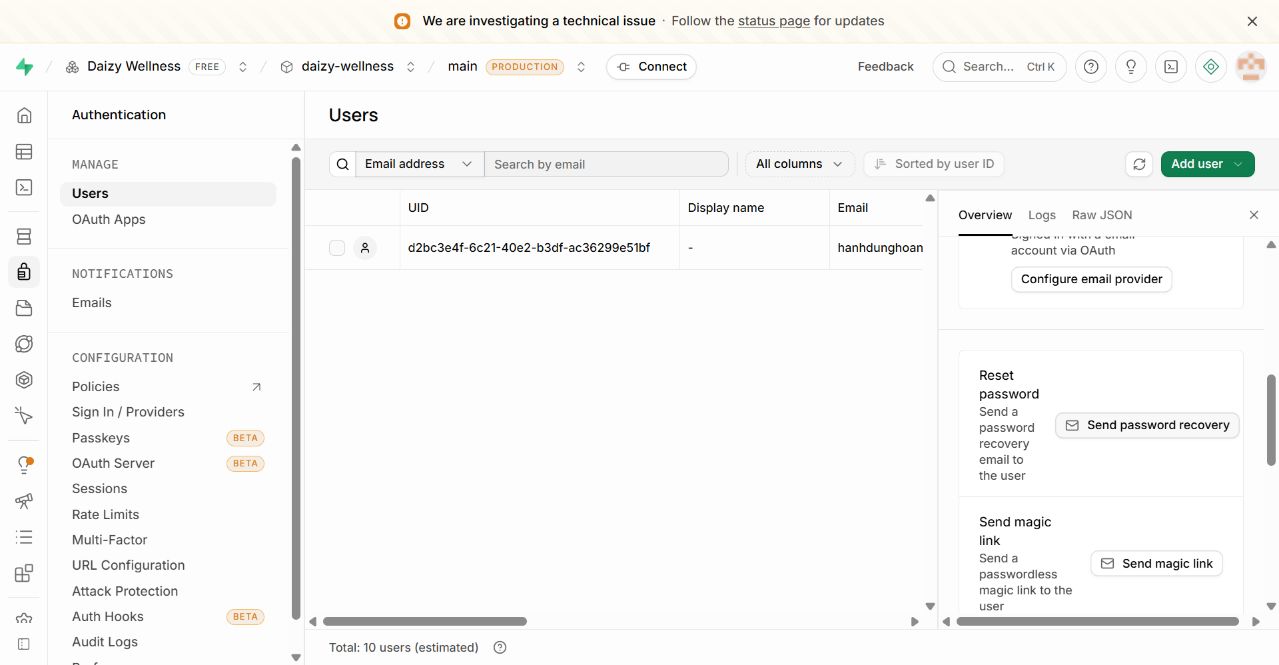 We are investigating a technical issue · Follow the status page for updates
Daizy Wellness FREE daizy-wellness main PRODUCTION Connect Feedback Search... Ctrl K
Authentication
MANAGE
Users
OAuth Apps
NOTIFICATIONS
Emails
CONFIGURATION
Policies
Sign In / Providers
Passkeys BETA
OAuth Server BETA
Sessions
Rate Limits
Multi-Factor
URL Configuration
Attack Protection
Auth Hooks BETA
Audit Logs
Users
Email address Search by email All columns Sorted by user ID Add user
UID Display name Email
d2bc3e4f-6c21-40e2-b3df-ac36299e51bf - hanhdunghoan
Total: 10 users (estimated)
Overview Logs Raw JSON
Signed in with a email
account via OAuth
Configure email provider
Reset
password
Send a
password
recovery
email to
the user
Send password recovery
Send magic
link
Send a
passwordless
magic link to the
user
Send magic link